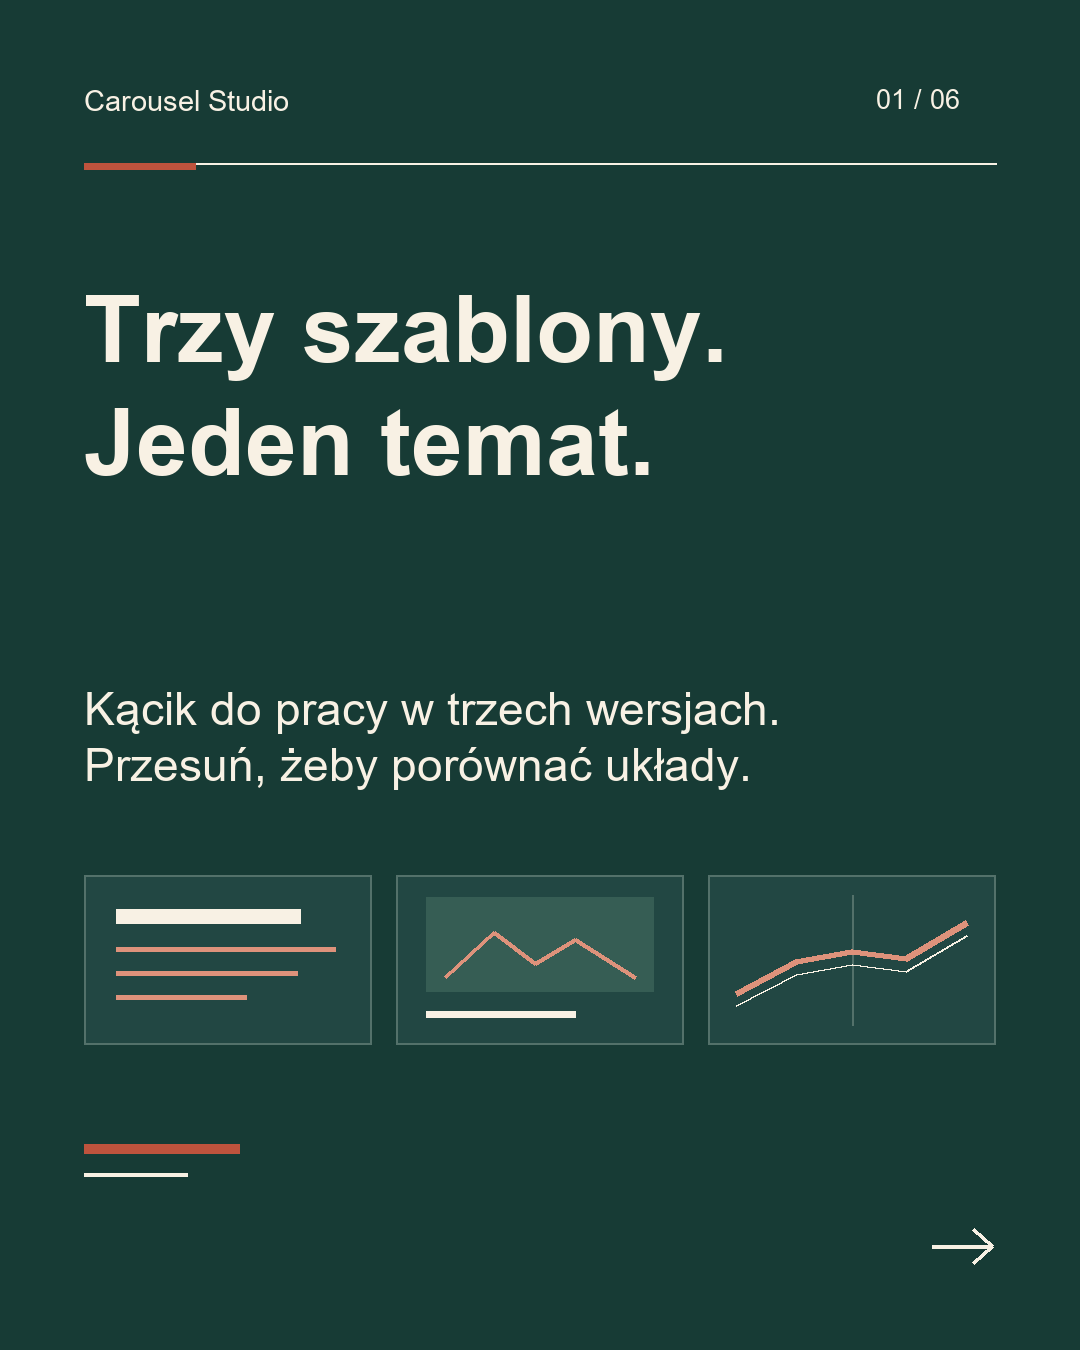 Carousel Studio
01 / 06
Trzy szablony.
Jeden temat.
Kącik do pracy w trzech wersjach.
Przesuń, żeby porównać układy.